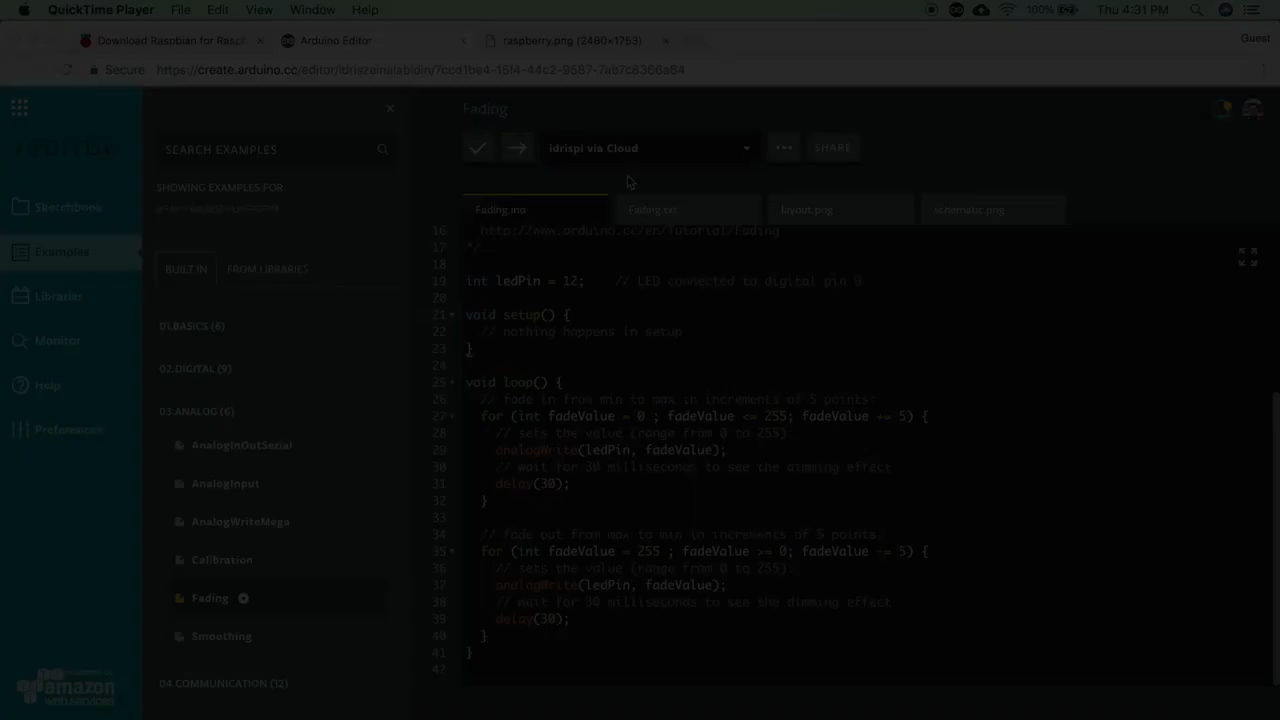 QuickTime Player File Edit View Window Help 100% Thu 4:31 PM
Download Raspbian for Raspb Arduino Editor raspberry.png (2480×1753) Guest
Secure https://create.arduino.cc/editor/idriszainalabidin/7ccd1be4-15f4-44c2-9587-7ab7c8366a84
Fading
SEARCH EXAMPLES
idrispi via Cloud
SHARE
SHOWING EXAMPLES FOR
Sketchbook
Examples
Libraries
Monitor
Help
Preferences
BUILT IN FROM LIBRARIES
01.BASICS (6)
02.DIGITAL (9)
03.ANALOG (6)
AnalogInOutSerial
AnalogInput
AnalogWriteMega
Calibration
Fading
Smoothing
04.COMMUNICATION (12)
amazon
web services
Fading.ino Fading.txt layout.png schematic.png
16 http://www.arduino.cc/en/Tutorial/Fading
17 */
18
19 int ledPin = 12; // LED connected to digital pin 9
20
21 void setup() {
22 // nothing happens in setup
23 }
24
25 void loop() {
26 // fade in from min to max in increments of 5 points:
27 for (int fadeValue = 0 ; fadeValue <= 255; fadeValue += 5) {
28 // sets the value (range from 0 to 255):
29 analogWrite(ledPin, fadeValue);
30 // wait for 30 milliseconds to see the dimming effect
31 delay(30);
32 }
33
34 // fade out from max to min in increments of 5 points:
35 for (int fadeValue = 255 ; fadeValue >= 0; fadeValue -= 5) {
36 // sets the value (range from 0 to 255):
37 analogWrite(ledPin, fadeValue);
38 // wait for 30 milliseconds to see the dimming effect
39 delay(30);
40 }
41 }
42